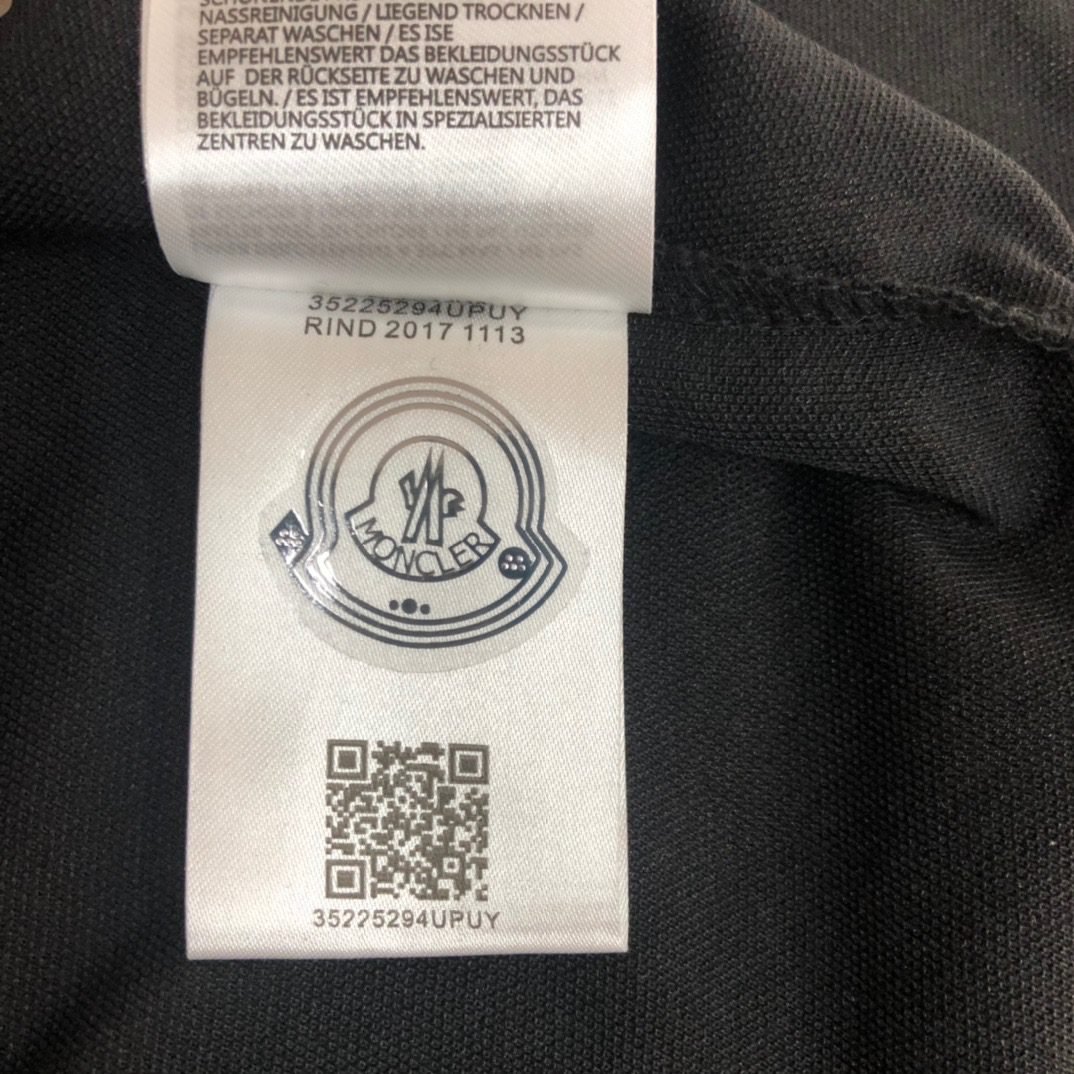 NASSREINIGUNG / LIEGEND TROCKNEN /
SEPARAT WASCHEN / ES ISE
EMPFEHLENSWERT DAS BEKLEIDUNGSSTÜCK
AUF DER RÜCKSEITE ZU WASCHEN UND
BÜGELN. / ES IST EMPFEHLENSWERT, DAS
BEKLEIDUNGSSTÜCK IN SPEZIALISIERTEN
ZENTREN ZU WASCHEN.
35225294UPUY
RIND 2017 1113
MONCLER
35225294UPUY